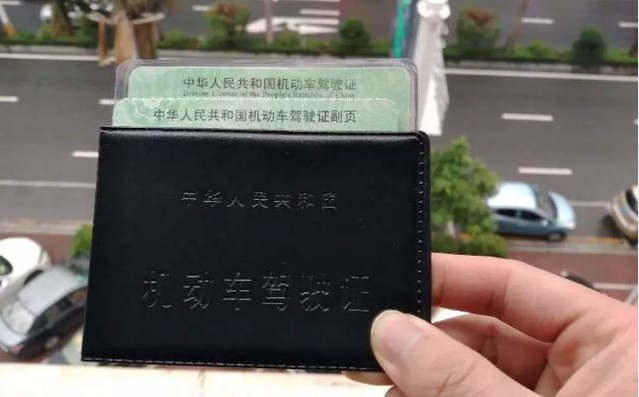 中华人民共和国机动车驾驶证
Driving License of the People's Republic of China
中华人民共和国机动车驾驶证副页
中华人民共和国
机动车驾驶证